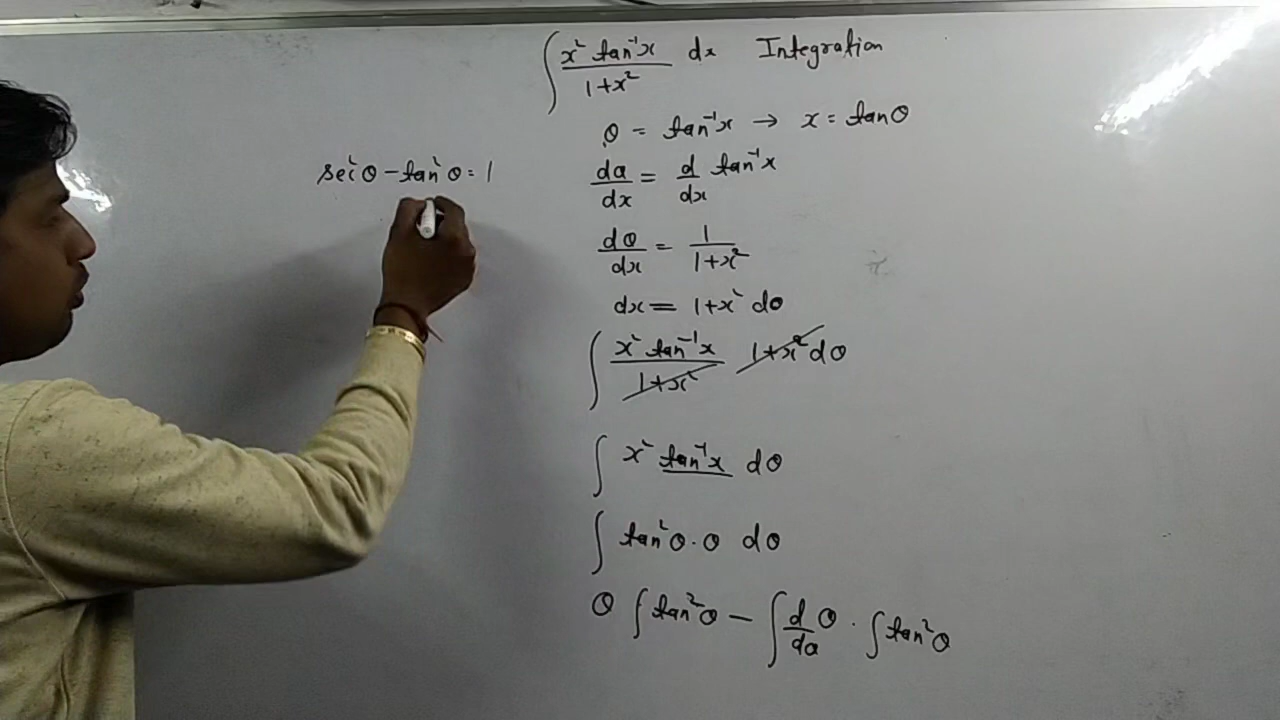 ∫ x² tan⁻¹x / 1+x² dx Integration
θ = tan⁻¹x → x = tanθ
sec²θ – tan²θ = 1
da/dx = d/dx tan⁻¹x
dθ/dx = 1/1+x²
dx = 1+x² dθ
∫ x² tan⁻¹x / 1+x² 1+x² dθ
∫ x² tan⁻¹x dθ
∫ tan²θ · θ dθ
θ ∫ tan²θ – ∫ d/da θ · ∫ tan²θ